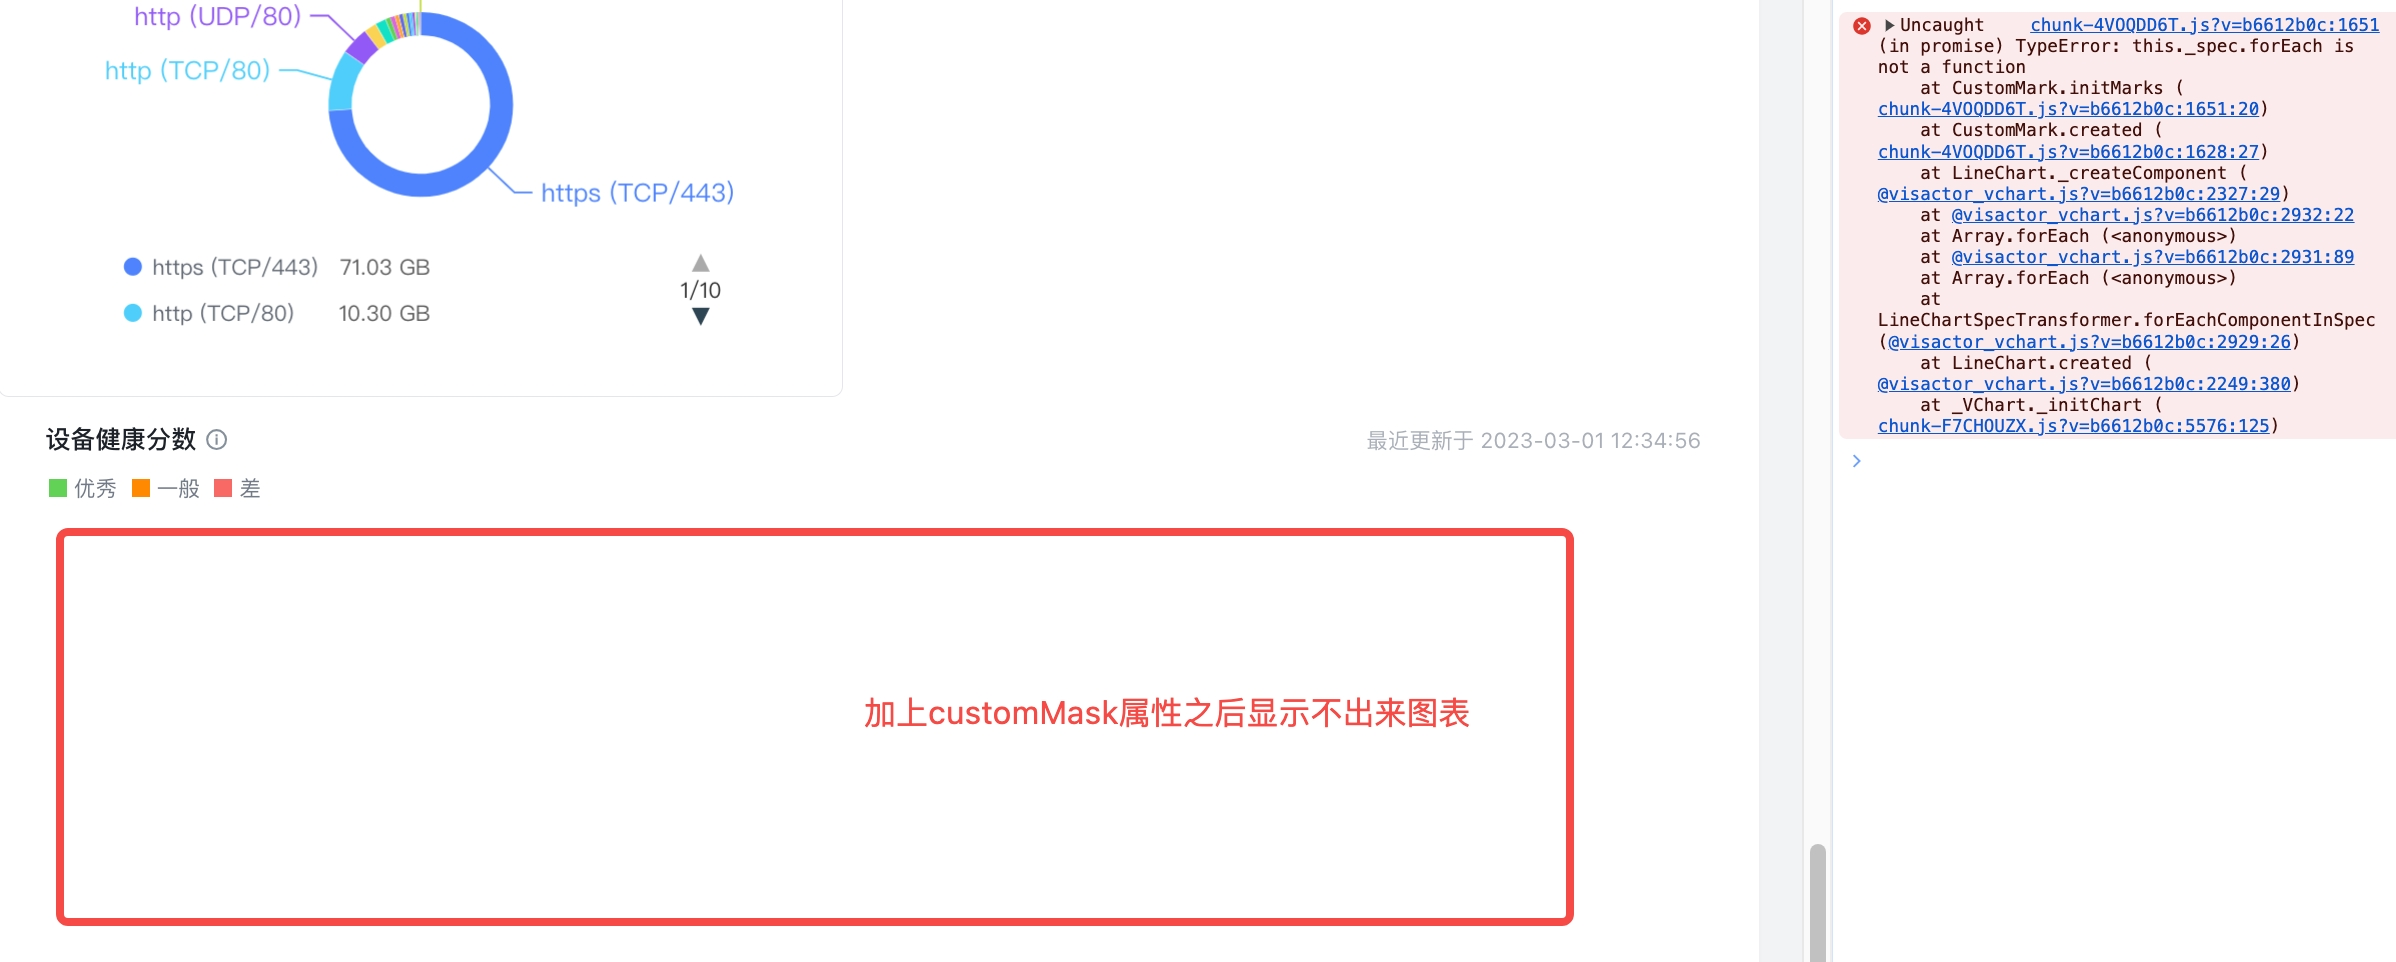 http (UDP/80)
http (TCP/80)
https (TCP/443)
https (TCP/443) 71.03 GB
http (TCP/80) 10.30 GB
1/10
设备健康分数
最近更新于 2023-03-01 12:34:56
优秀 一般 差
加上customMask属性之后显示不出来图表
Uncaught chunk-4VOQDD6T.js?v=b6612b0c:1651
(in promise) TypeError: this._spec.forEach is
not a function
at CustomMark.initMarks (
chunk-4VOQDD6T.js?v=b6612b0c:1651:20)
at CustomMark.created (
chunk-4VOQDD6T.js?v=b6612b0c:1628:27)
at LineChart._createComponent (
@visactor_vchart.js?v=b6612b0c:2327:29)
at @visactor_vchart.js?v=b6612b0c:2932:22
at Array.forEach (<anonymous>)
at @visactor_vchart.js?v=b6612b0c:2931:89
at Array.forEach (<anonymous>)
at
LineChartSpecTransformer.forEachComponentInSpec
(@visactor_vchart.js?v=b6612b0c:2929:26)
at LineChart.created (
@visactor_vchart.js?v=b6612b0c:2249:380)
at _VChart._initChart (
chunk-F7CHOUZX.js?v=b6612b0c:5576:125)